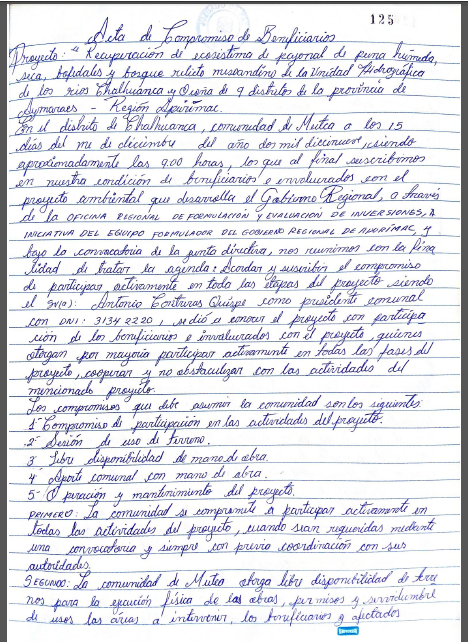 125
Acta de Compromiso de Beneficiarios
Proyecto: "Recuperación de ecosistema de pajonal de puna húmeda,
seca, bofedales y bosque relicto mesoandino de la Unidad Hidrográfica
de los rios Chalhuanca y Ocoña de 9 distritos de la provincia de
Aymaraes - Región Apurímac.
En el distrito de Chalhuanca, comunidad de Mutca a los 15
días del me de diciembre del año dos mil diecinueve, siendo
aproximadamente las 9:00 horas, los que al final suscribimos
en nuestra condición de beneficiarios e involucrados con el
proyecto ambiental que desarrolla el Gobierno Regional, a través
de la OFICINA REGIONAL DE FORMULACIÓN Y EVALUACIÓN DE INVERSIONES, A
INICIATIVA DEL EQUIPO FORMULADOR DEL GOBIERNO REGIONAL DE APURÍMAC, y
bajo la convocatoria de la junta directiva, nos reunimos con la fina
lidad de tratar la agenda: Acordar y suscribir el compromiso
de participar activamente en todo las etapas del proyecto siendo
el Sr(a): Antonio Contreras Quispe como presidente comunal
con DNI: 3134 2220, se dió a conocer el proyecto con participa
ción de los beneficiarios e involucrados con el proyecto, quienes
otorgan por mayoría participar activamente en todas las fases del
proyecto, cooperar y no obstaculizar con las actividades del
mencionado proyecto.
Los compromisos que debe asumir la comunidad son los siguientes:
1- Compromiso de participación en las actividades del proyecto.
2- Sesión de uso de terreno.
3 Libre disponibilidad de mano de obra.
4 Aporte comunal con mano de obra.
5- Operación y mantenimiento del proyecto.
PRIMERO: La comunidad se compromete a participar activamente en
todas las actividades del proyecto, cuando sean requeridas mediante
una convocatoria y siempre con previo coordinación con sus
autoridades.
SEGUNDO: La comunidad de Mutca otorga libre disponibilidad de terre
nos para la ejecución física de las obras, permisos y servidumbre
de usos las áreas a intervenir, los beneficiarios y afectados